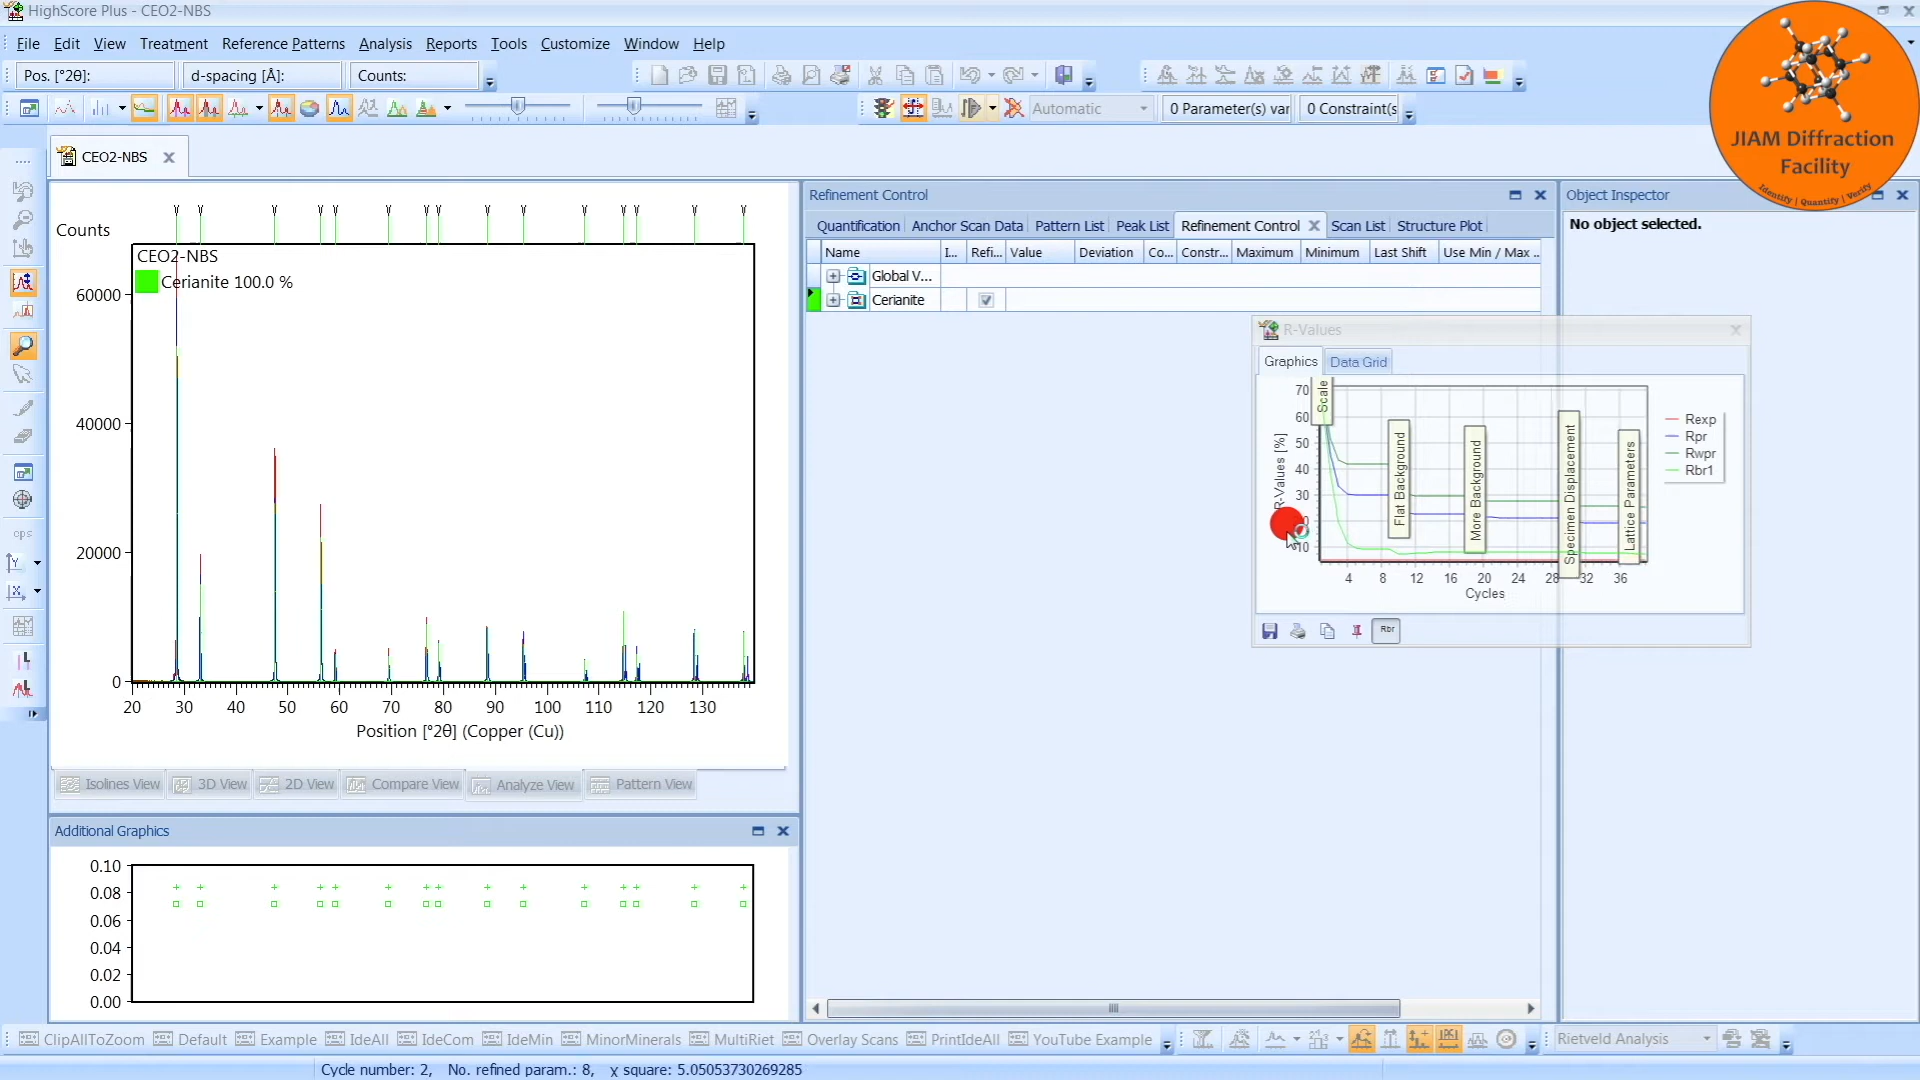 HighScore Plus - CEO2-NBS
File Edit View Treatment Reference Patterns Analysis Reports Tools Customize Window Help
JIAM Diffraction
Facility
Identify | Quantify | Verify
Pos. [°2θ]: d-spacing [Å]: Counts:
Automatic 0 Parameter(s) var 0 Constraint(s
CEO2-NBS
Counts
CEO2-NBS
Cerianite 100.0 %
60000
40000
20000
0
20 30 40 50 60 70 80 90 100 110 120 130
Position [°2θ] (Copper (Cu))
Isolines View 3D View 2D View Compare View Analyze View Pattern View
Additional Graphics
0.10
0.08
0.06
0.04
0.02
0.00
cps
Refinement Control
Quantification Anchor Scan Data Pattern List Peak List Refinement Control Scan List Structure Plot
Name I... Refi... Value Deviation Co... Constr... Maximum Minimum Last Shift Use Min / Max ..
Global V...
Cerianite
Object Inspector
No object selected.
R-Values
Graphics Data Grid
R-Values [%]
70
60
50
40
30
10
Scale
Flat Background
More Background
Specimen Displacement
Lattice Parameters
4 8 12 16 20 24 28 32 36
Cycles
Rexp
Rpr
Rwpr
Rbr1
Rbr
ClipAllToZoom Default Example IdeAll IdeCom IdeMin MinorMinerals MultiRiet Overlay Scans PrintIdeAll YouTube Example
Rietveld Analysis
Cycle number: 2, No. refined param.: 8, χ square: 5.05053730269285